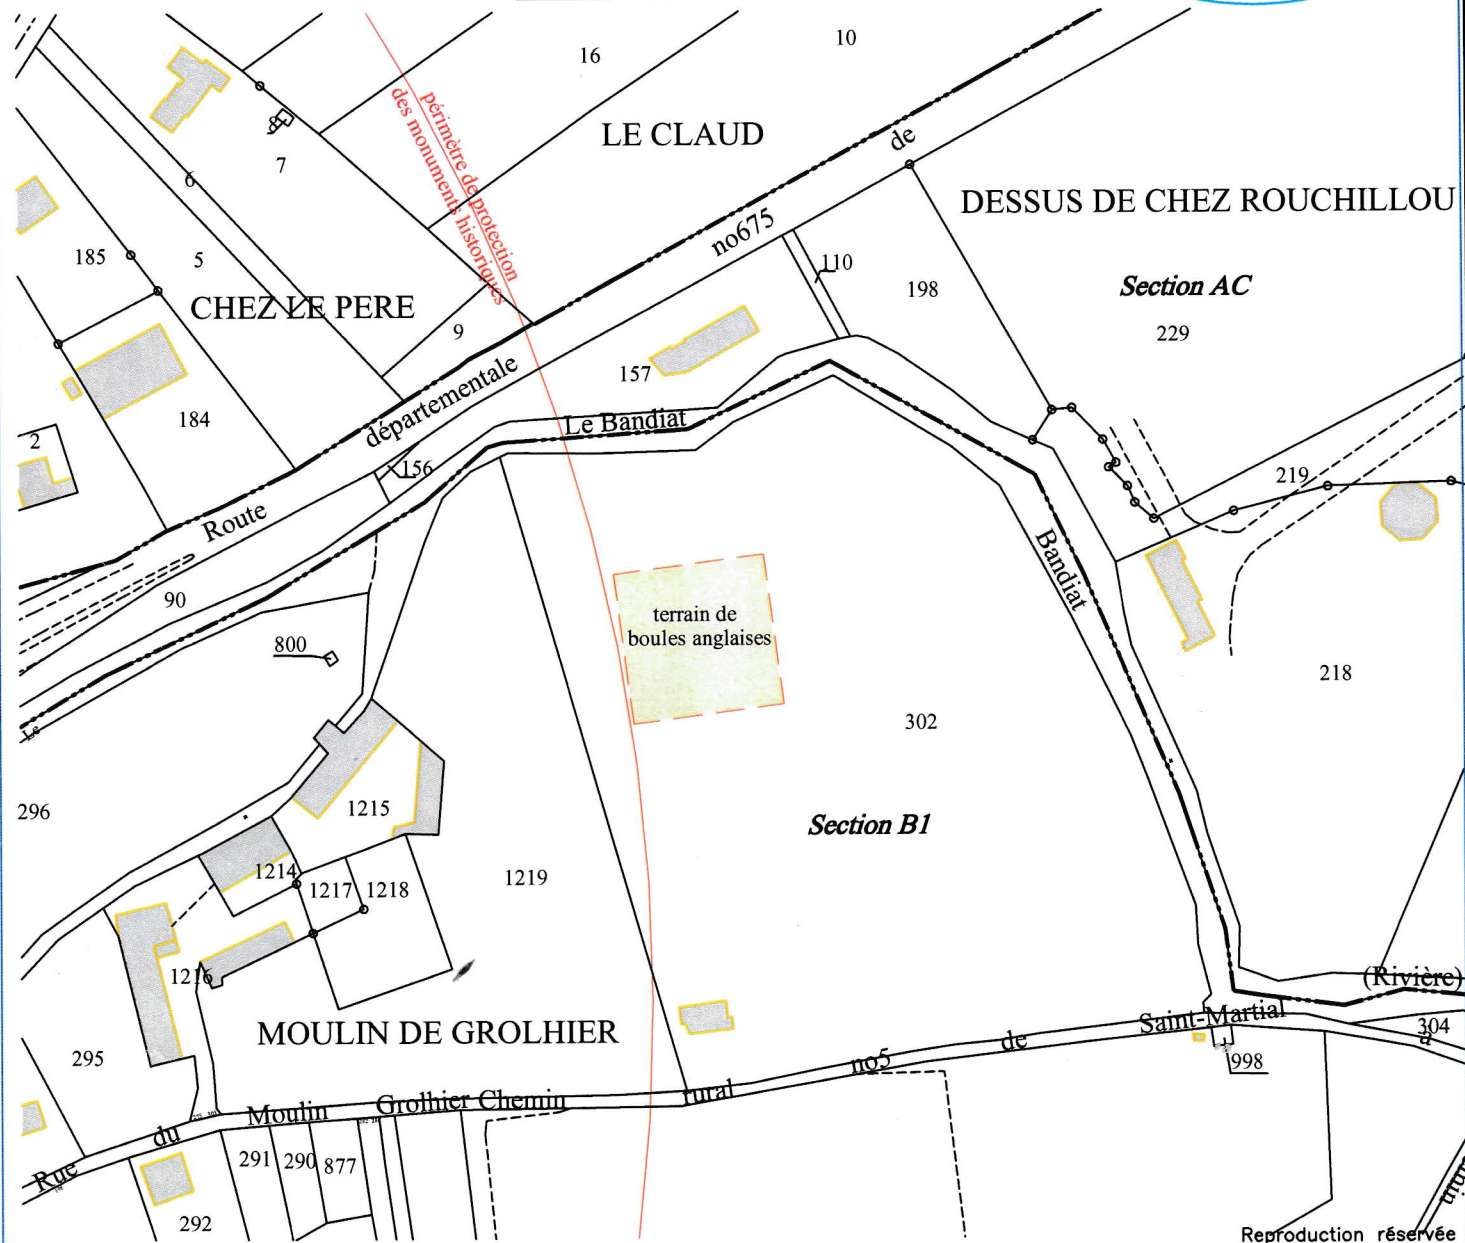 16
10
8
7
LE CLAUD
périmètre de protection
des monuments historiques
de
6
DESSUS DE CHEZ ROUCHILLOU
no675
185
5
110
198
Section AC
CHEZ LE PERE
9
229
157
départementale
184
Le Bandiat
2
156
219
Route
Bandiat
90
terrain de
boules anglaises
800
218
302
Le
296
1215
Section B1
1214
1217
1218
1219
1216
(Rivière)
MOULIN DE GROLHIER
Saint-Martial
304
295
de
à
no5
998
rural
Grolhier Chemin
Moulin
du
Rue
291
290
877
292
Reproduction réservée